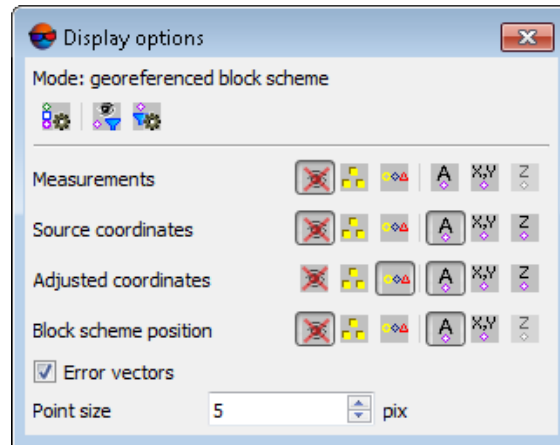 Display options
Mode: georeferenced block scheme
Measurements A X,Y Z
Source coordinates A X,Y Z
Adjusted coordinates A X,Y Z
Block scheme position A X,Y Z
Error vectors
Point size 5 pix